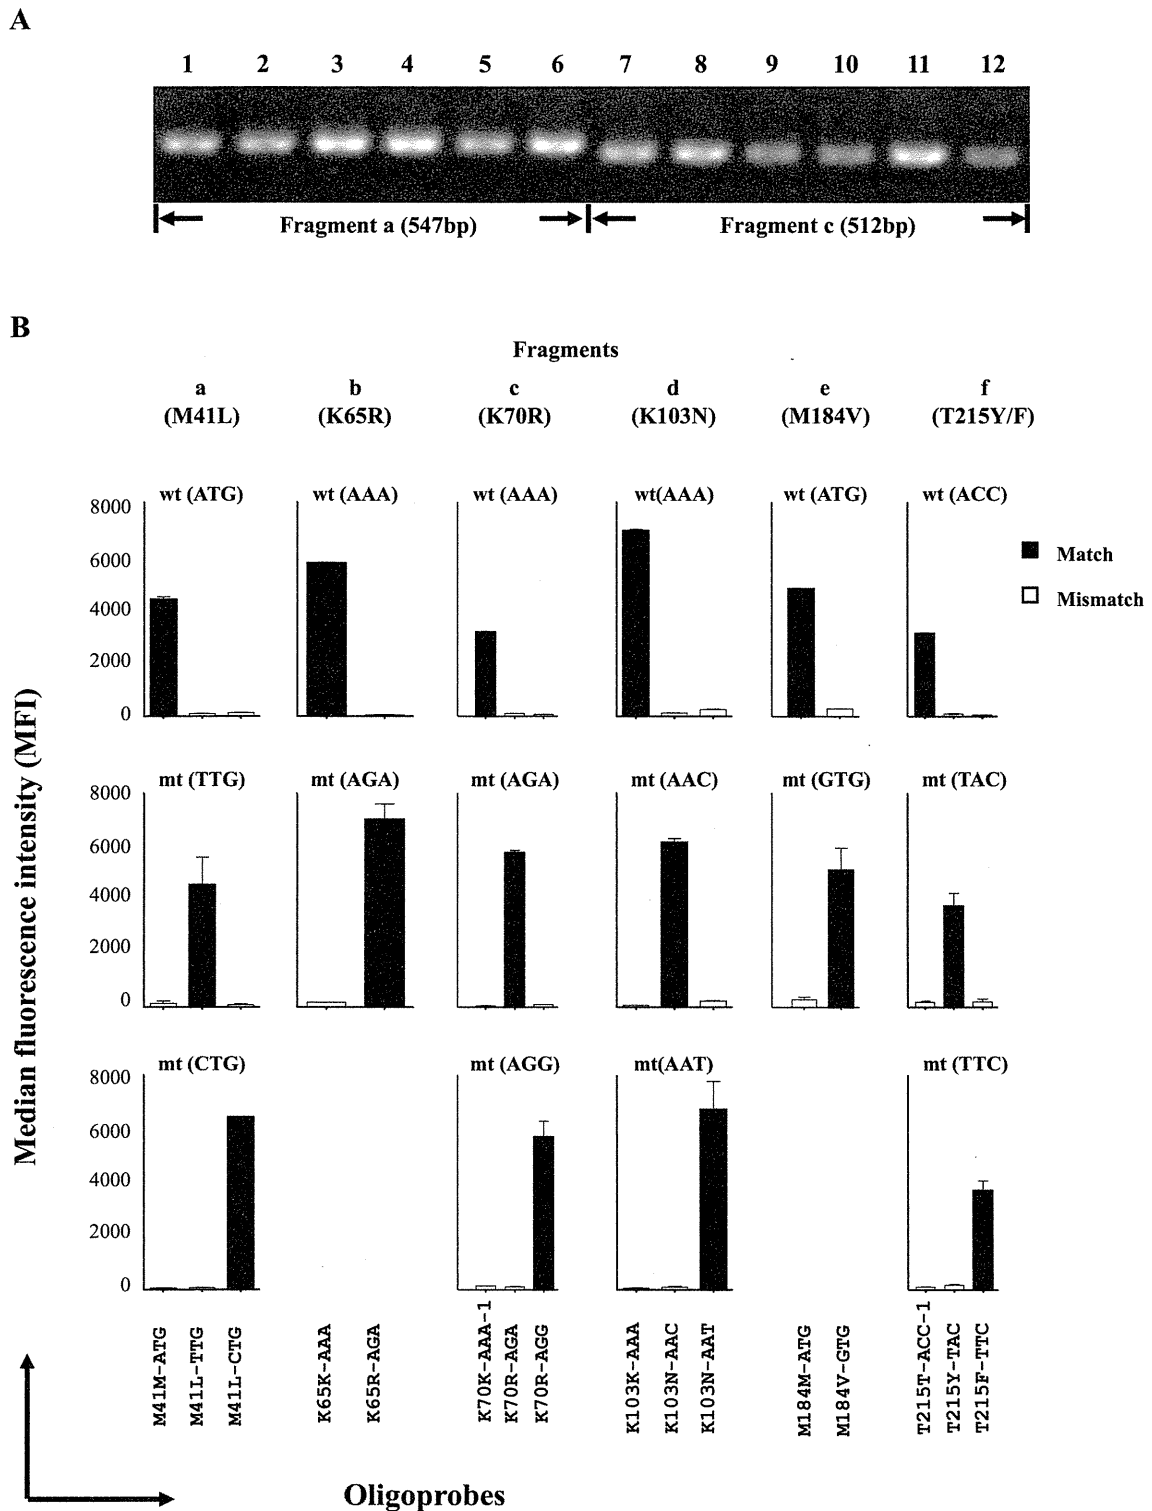 A
1 2 3 4 5 6 7 8 9 10 11 12
Fragment a (547bp) Fragment c (512bp)
B
Fragments
a b c d e f
(M41L) (K65R) (K70R) (K103N) (M184V) (T215Y/F)
wt (ATG) wt (AAA) wt (AAA) wt(AAA) wt (ATG) wt (ACC)
8000
6000
4000
2000
0
Match
Mismatch
mt (TTG) mt (AGA) mt (AGA) mt (AAC) mt (GTG) mt (TAC)
8000
6000
4000
2000
0
mt (CTG) mt (AGG) mt(AAT) mt (TTC)
8000
6000
4000
2000
0
Median fluorescence intensity (MFI)
M41M-ATG
M41L-TTG
M41L-CTG
K65K-AAA
K65R-AGA
K70K-AAA-1
K70R-AGA
K70R-AGG
K103K-AAA
K103N-AAC
K103N-AAT
M184M-ATG
M184V-GTG
T215T-ACC-1
T215Y-TAC
T215F-TTC
Oligoprobes